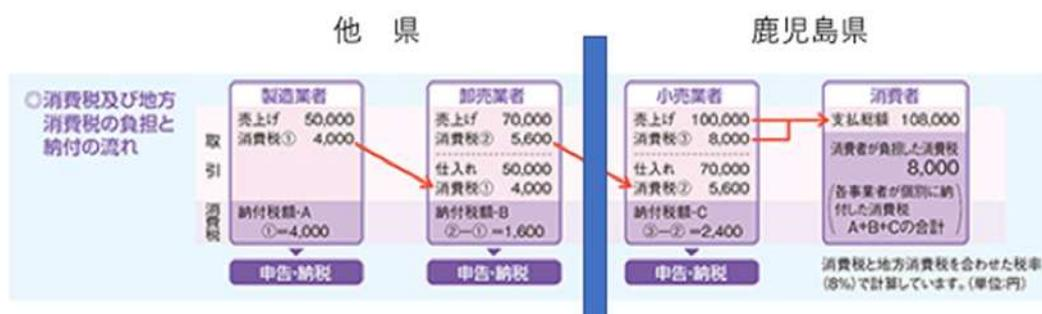 他 県
鹿児島県
◎消費税及び地方
消費税の負担と
納付の流れ
取引
消費税
製造業者
売上げ 50,000
消費税① 4,000
納付税額-A
①=4,000
申告・納税
卸売業者
売上げ 70,000
消費税② 5,600
仕入れ 50,000
消費税① 4,000
納付税額-B
②-①=1,600
申告・納税
小売業者
売上げ 100,000
消費税③ 8,000
仕入れ 70,000
消費税② 5,600
納付税額-C
③-②=2,400
申告・納税
消費者
支払総額 108,000
消費者が負担した消費税
8,000
各事業者が個別に納
付した消費税
A+B+Cの合計
消費税と地方消費税を合わせた税率
(8%)で計算しています。(単位:円)